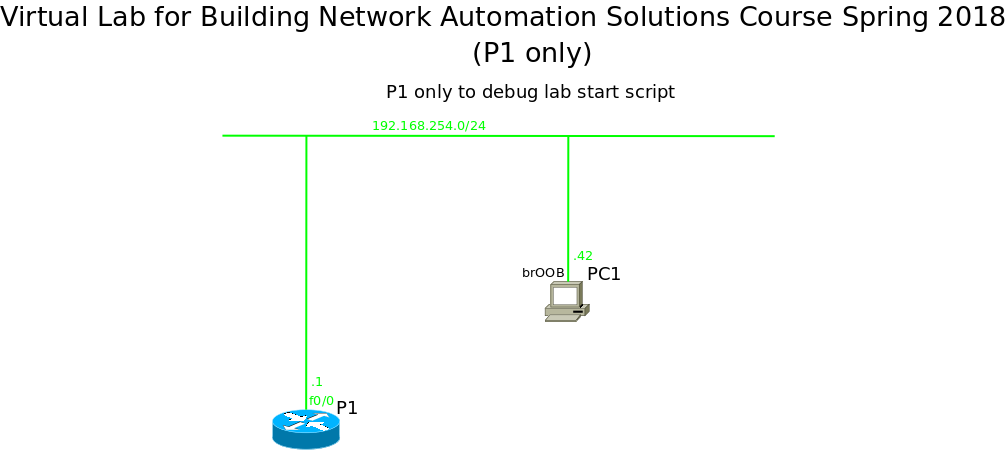 Virtual Lab for Building Network Automation Solutions Course Spring 2018
(P1 only)
P1 only to debug lab start script
192.168.254.0/24
.42
brOOB
PC1
.1
f0/0
P1